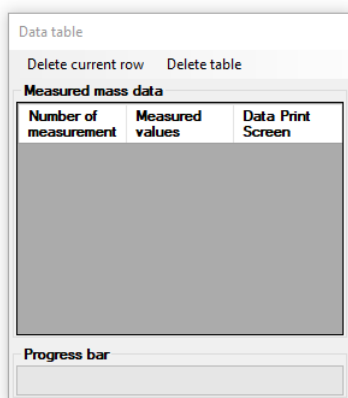 Data table
Delete current row Delete table
Measured mass data
Number of measurement Measured values Data Print Screen
Progress bar